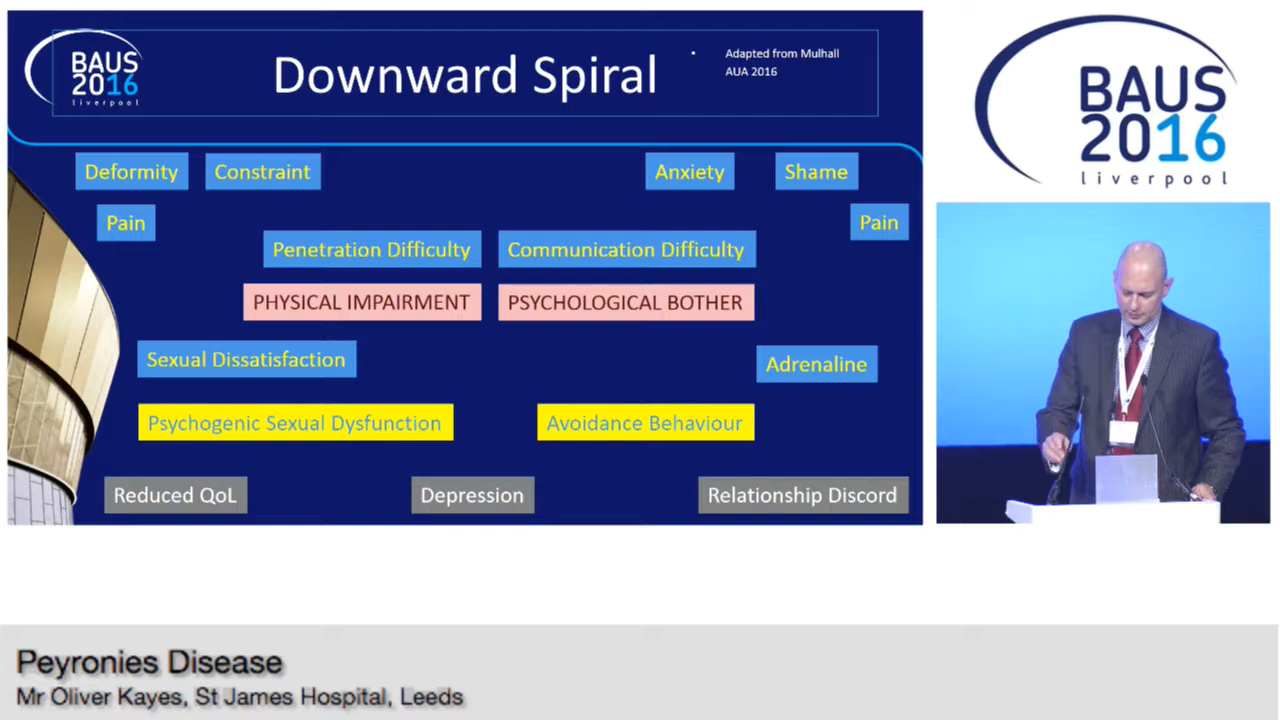 BAUS
2016
liverpool
Downward Spiral
• Adapted from Mulhall
AUA 2016
BAUS
2016
liverpool
Deformity
Constraint
Anxiety
Shame
Pain
Pain
Penetration Difficulty
Communication Difficulty
PHYSICAL IMPAIRMENT
PSYCHOLOGICAL BOTHER
Sexual Dissatisfaction
Adrenaline
Psychogenic Sexual Dysfunction
Avoidance Behaviour
Reduced QoL
Depression
Relationship Discord
Peyronies Disease
Mr Oliver Kayes, St James Hospital, Leeds